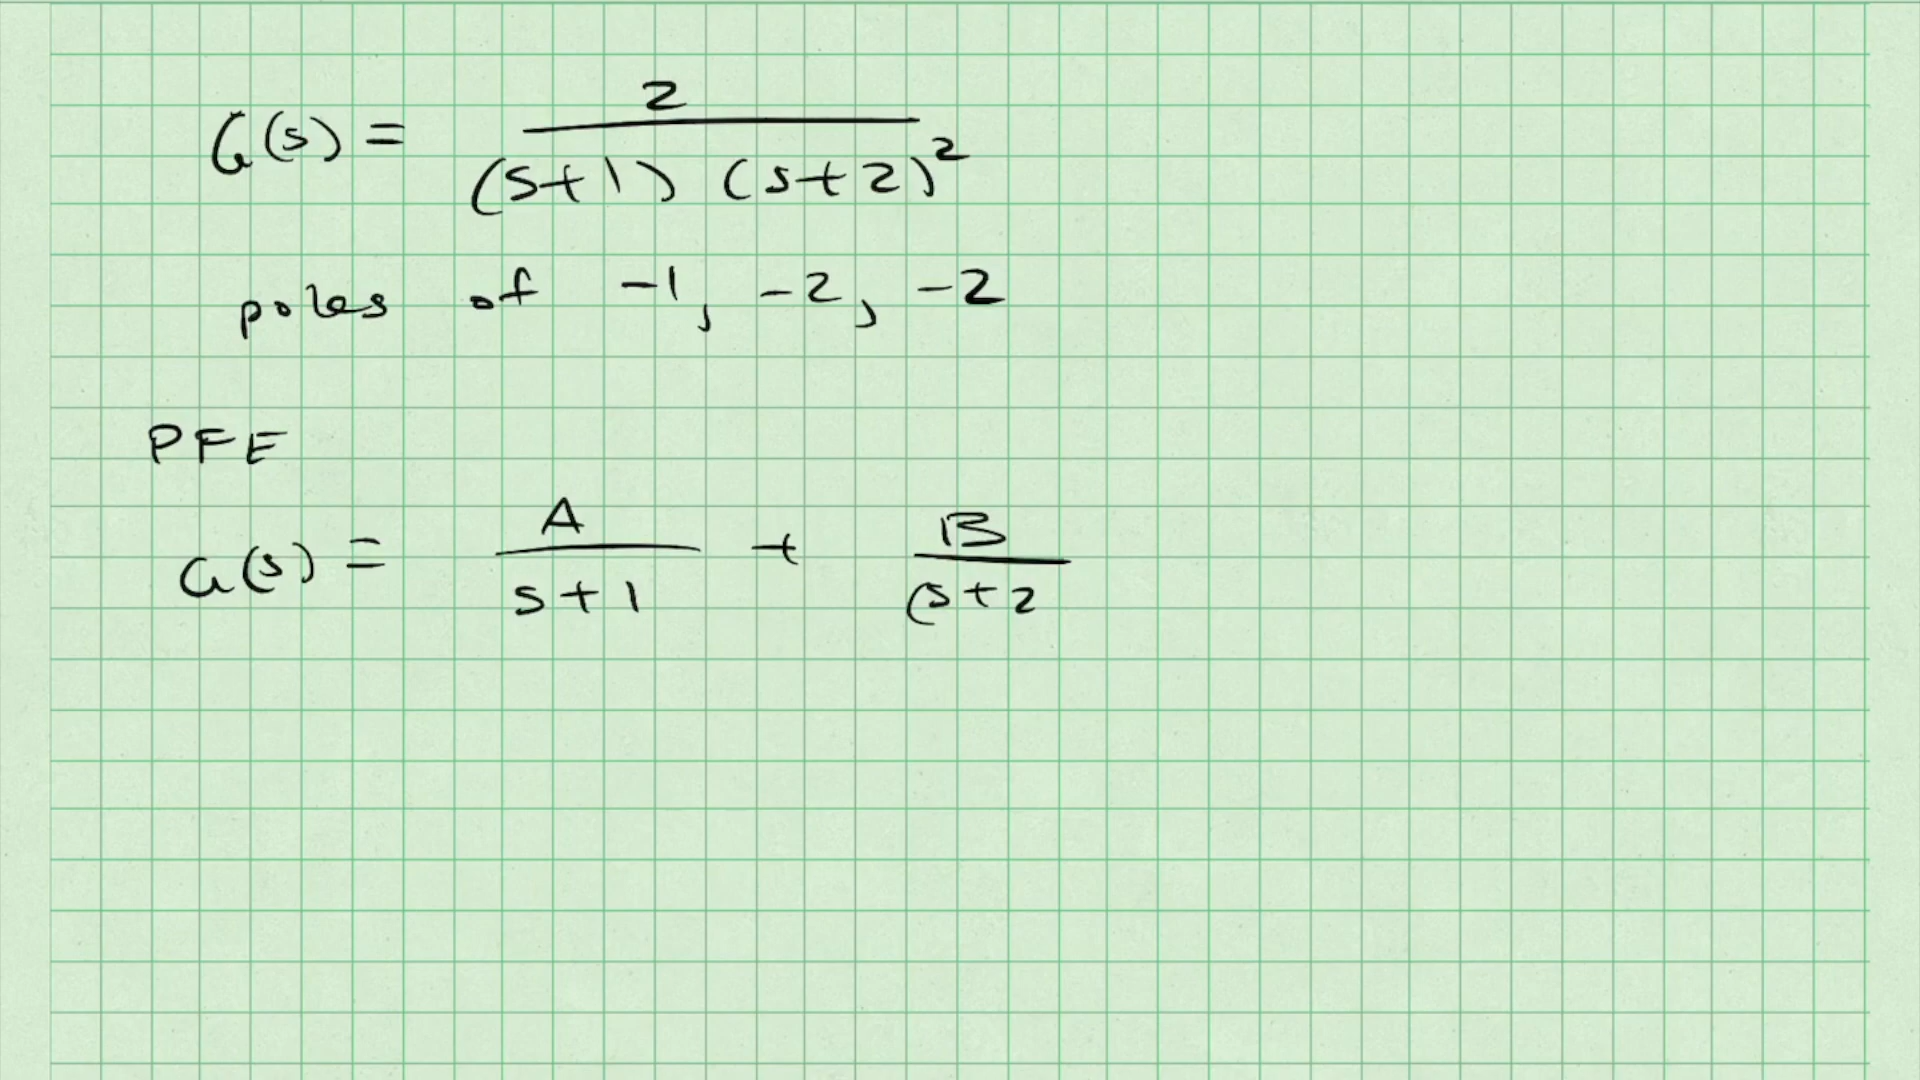 G(s) = 2 / (s+1) (s+2)²
poles of -1, -2, -2
PFE
G(s) = A / s+1 + B / (s+2